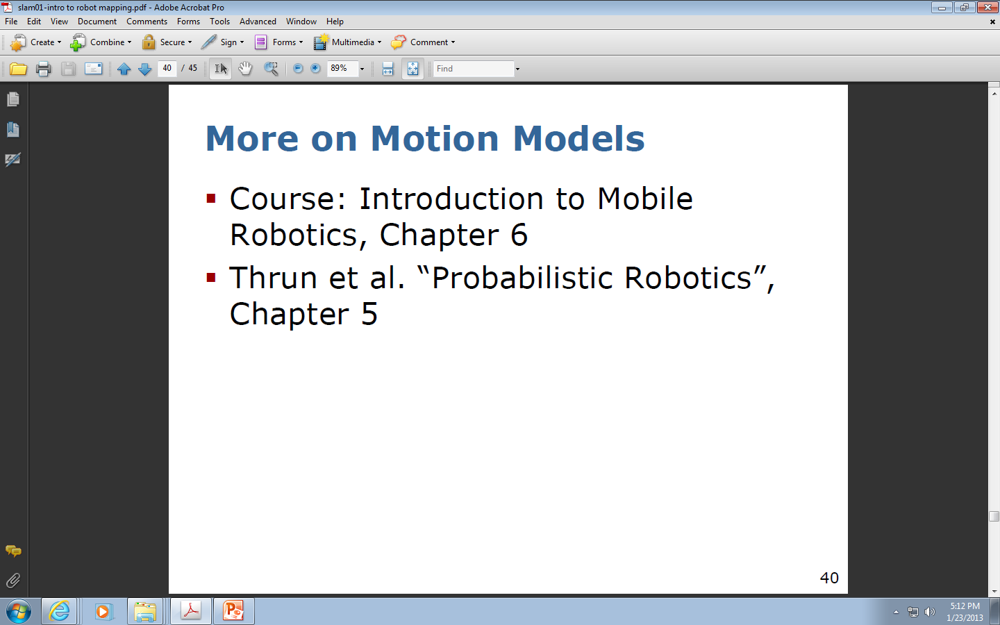 slam01-intro to robot mapping.pdf - Adobe Acrobat Pro
File Edit View Document Comments Forms Tools Advanced Window Help
Create Combine Secure Sign Forms Multimedia Comment
40 / 45 89% Find
More on Motion Models
Course: Introduction to Mobile
Robotics, Chapter 6
Thrun et al. “Probabilistic Robotics”,
Chapter 5
40
5:12 PM
1/23/2013